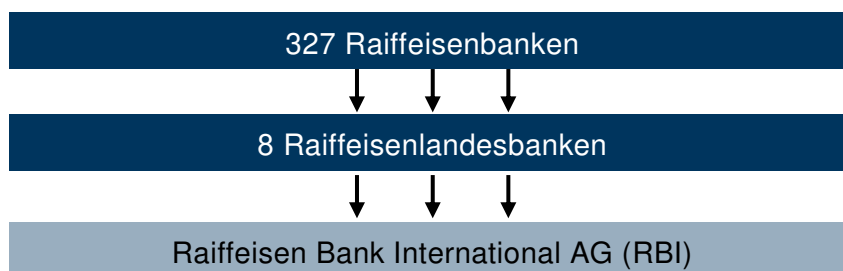 327 Raiffeisenbanken
8 Raiffeisenlandesbanken
Raiffeisen Bank International AG (RBI)